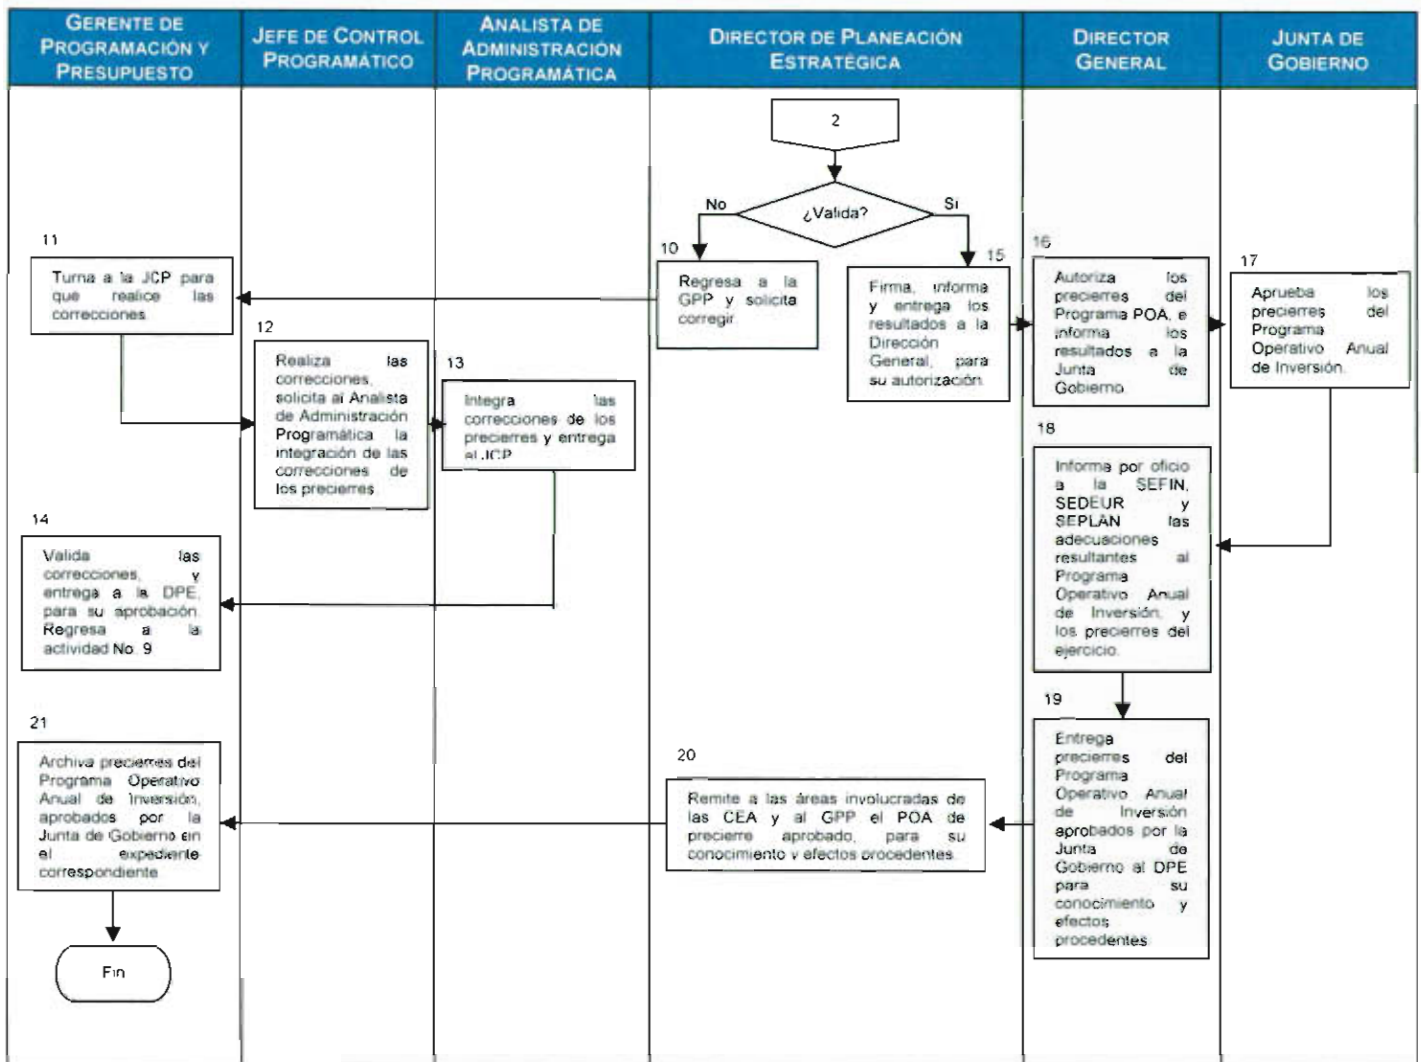 GERENTE DE
PROGRAMACIÓN Y
PRESUPUESTO
JEFE DE CONTROL
PROGRAMÁTICO
ANALISTA DE
ADMINISTRACIÓN
PROGRAMÁTICA
DIRECTOR DE PLANEACIÓN
ESTRATÉGICA
DIRECTOR
GENERAL
JUNTA DE
GOBIERNO
2
¿Valida?
No
Si
10
Regresa a la
GPP y solicita
corregir
11
Turna a la JCP para
que realice las
correcciones
12
Realiza las
correcciones,
solicita al Analista
de Administración
Programática la
integración de las
correcciones de
los precierres
13
Integra las
correcciones de los
precierres y entrega
al JCP
14
Valida las
correcciones, y
entrega a la DPE,
para su aprobación.
Regresa a la
actividad No. 9
15
Firma, informa
y entrega los
resultados a la
Dirección
General, para
su autorización
16
Autoriza los
precierres del
Programa POA, e
informa los
resultados a la
Junta de
Gobierno
17
Aprueba los
precierres del
Programa
Operativo Anual
de Inversión.
18
Informa por oficio
a la SEFIN,
SEDEUR y
SEPLAN las
adecuaciones
resultantes al
Programa
Operativo Anual
de Inversión, y
los precierres del
ejercicio.
19
Entrega
precierres del
Programa
Operativo Anual
de Inversión
aprobados por la
Junta de
Gobierno al DPE
para su
conocimiento y
efectos
procedentes
20
Remite a las áreas involucradas de
las CEA y al GPP el POA de
precierre aprobado, para su
conocimiento y efectos procedentes.
21
Archiva precierres del
Programa Operativo
Anual de Inversión,
aprobados por la
Junta de Gobierno en
el expediente
correspondiente
Fin